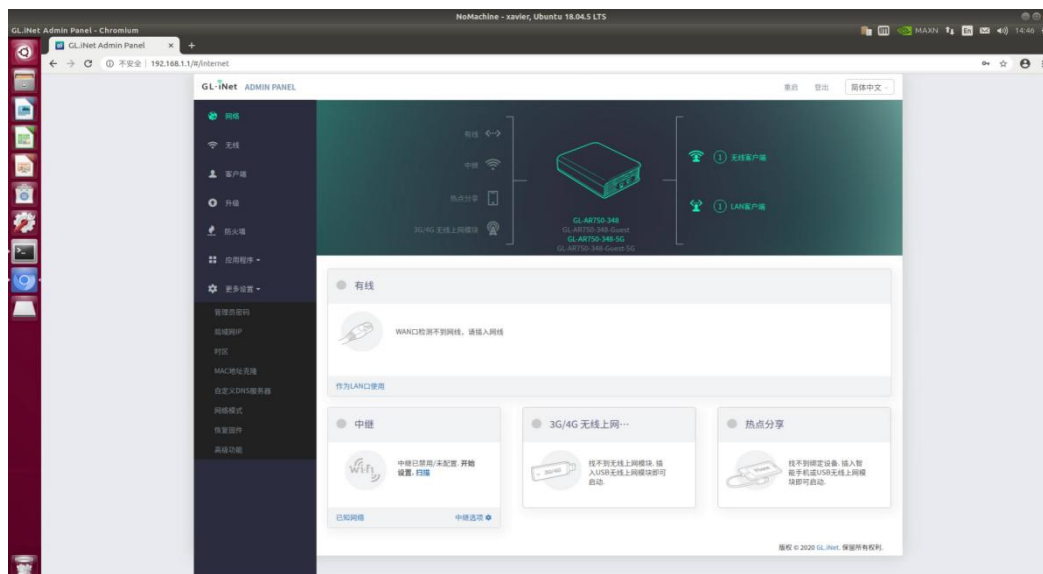 NoMachine - xavier, Ubuntu 18.04.5 LTS
GL.iNet Admin Panel - Chromium
MAXN
En
14:46
GL.iNet Admin Panel
不安全 | 192.168.1.1/#/internet
GL·iNet ADMIN PANEL
重启
登出
简体中文
网络
无线
客户端
升级
防火墙
应用程序
更多设置
管理员密码
局域网IP
时区
MAC地址克隆
自定义DNS服务器
网络模式
恢复固件
高级功能
有线
中继
热点分享
3G/4G 无线上网模块
GL-AR750-348
GL-AR750-348-Guest
GL-AR750-348-5G
GL-AR750-348-Guest-5G
1 无线客户端
1 LAN客户端
有线
WAN口检测不到网线，请插入网线
作为LAN口使用
中继
Wi-Fi
中继已禁用/未配置. 开始
设置. 扫描
已知网络
中继选项
3G/4G 无线上网···
3G/4G
找不到无线上网模块. 插
入USB无线上网模块即可
启动.
热点分享
找不到绑定设备. 插入智
能手机或USB无线上网模
块即可启动.
版权 © 2020 GL.iNet. 保留所有权利.